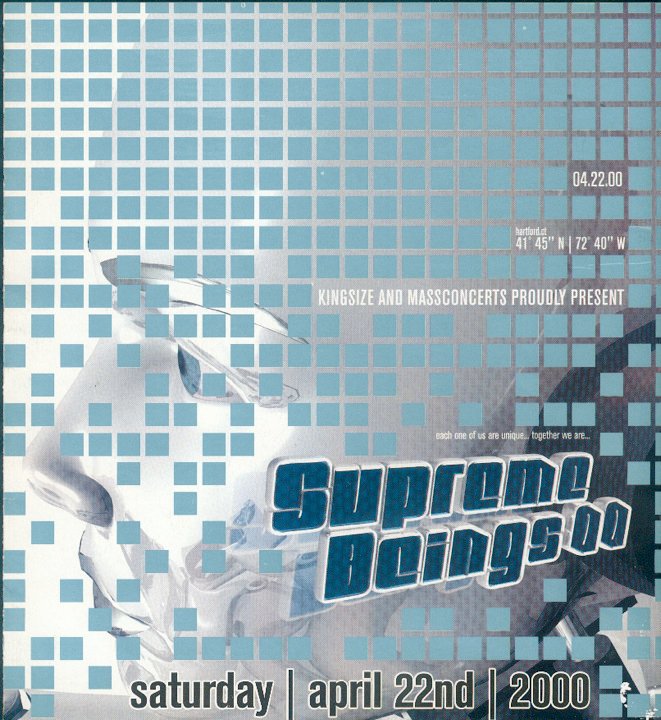 04.22.00
hartford.ct
41° 45" N | 72° 40" W
KINGSIZE AND MASSCONCERTS PROUDLY PRESENT
each one of us are unique... together we are...
Supreme
Beings'00
saturday | april 22nd | 2000